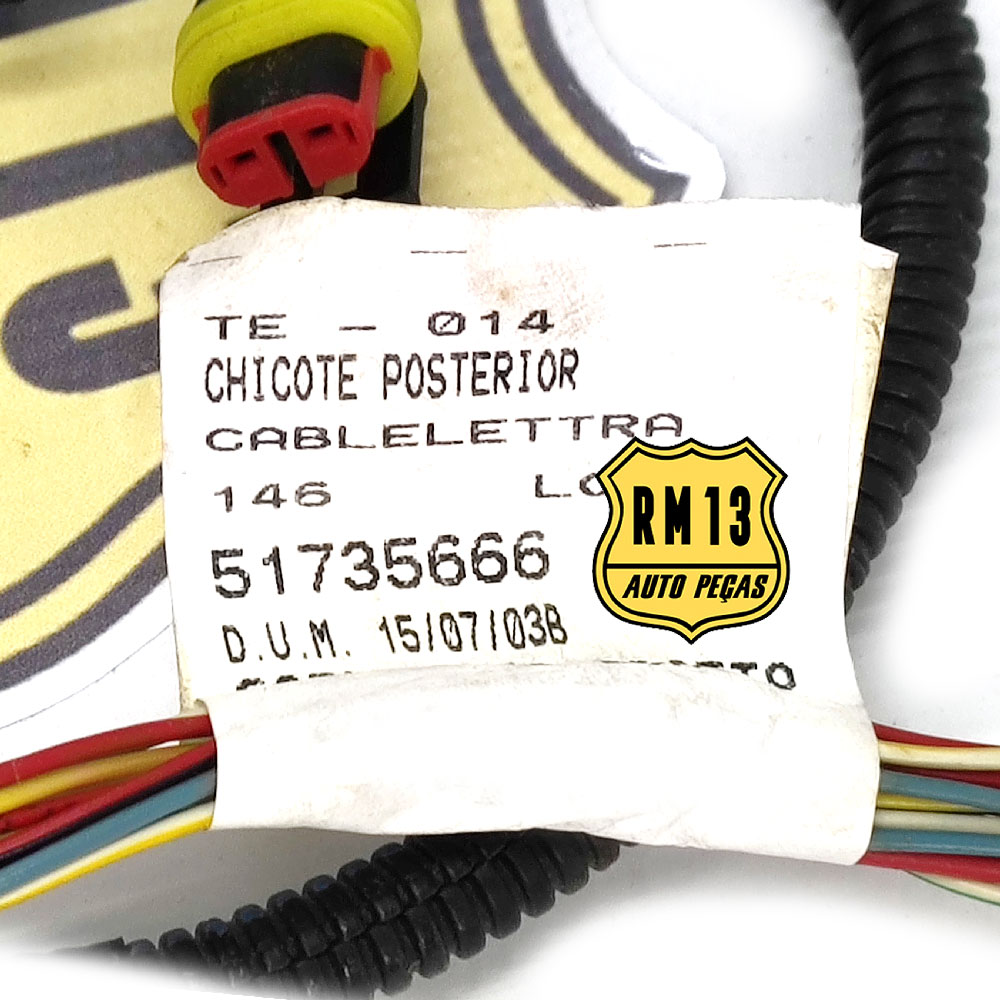 TE - 014
CHICOTE POSTERIOR
CABLELETTRA
146
51735666
D.U.M. 15/07/03B
RM 13
AUTO PEÇAS